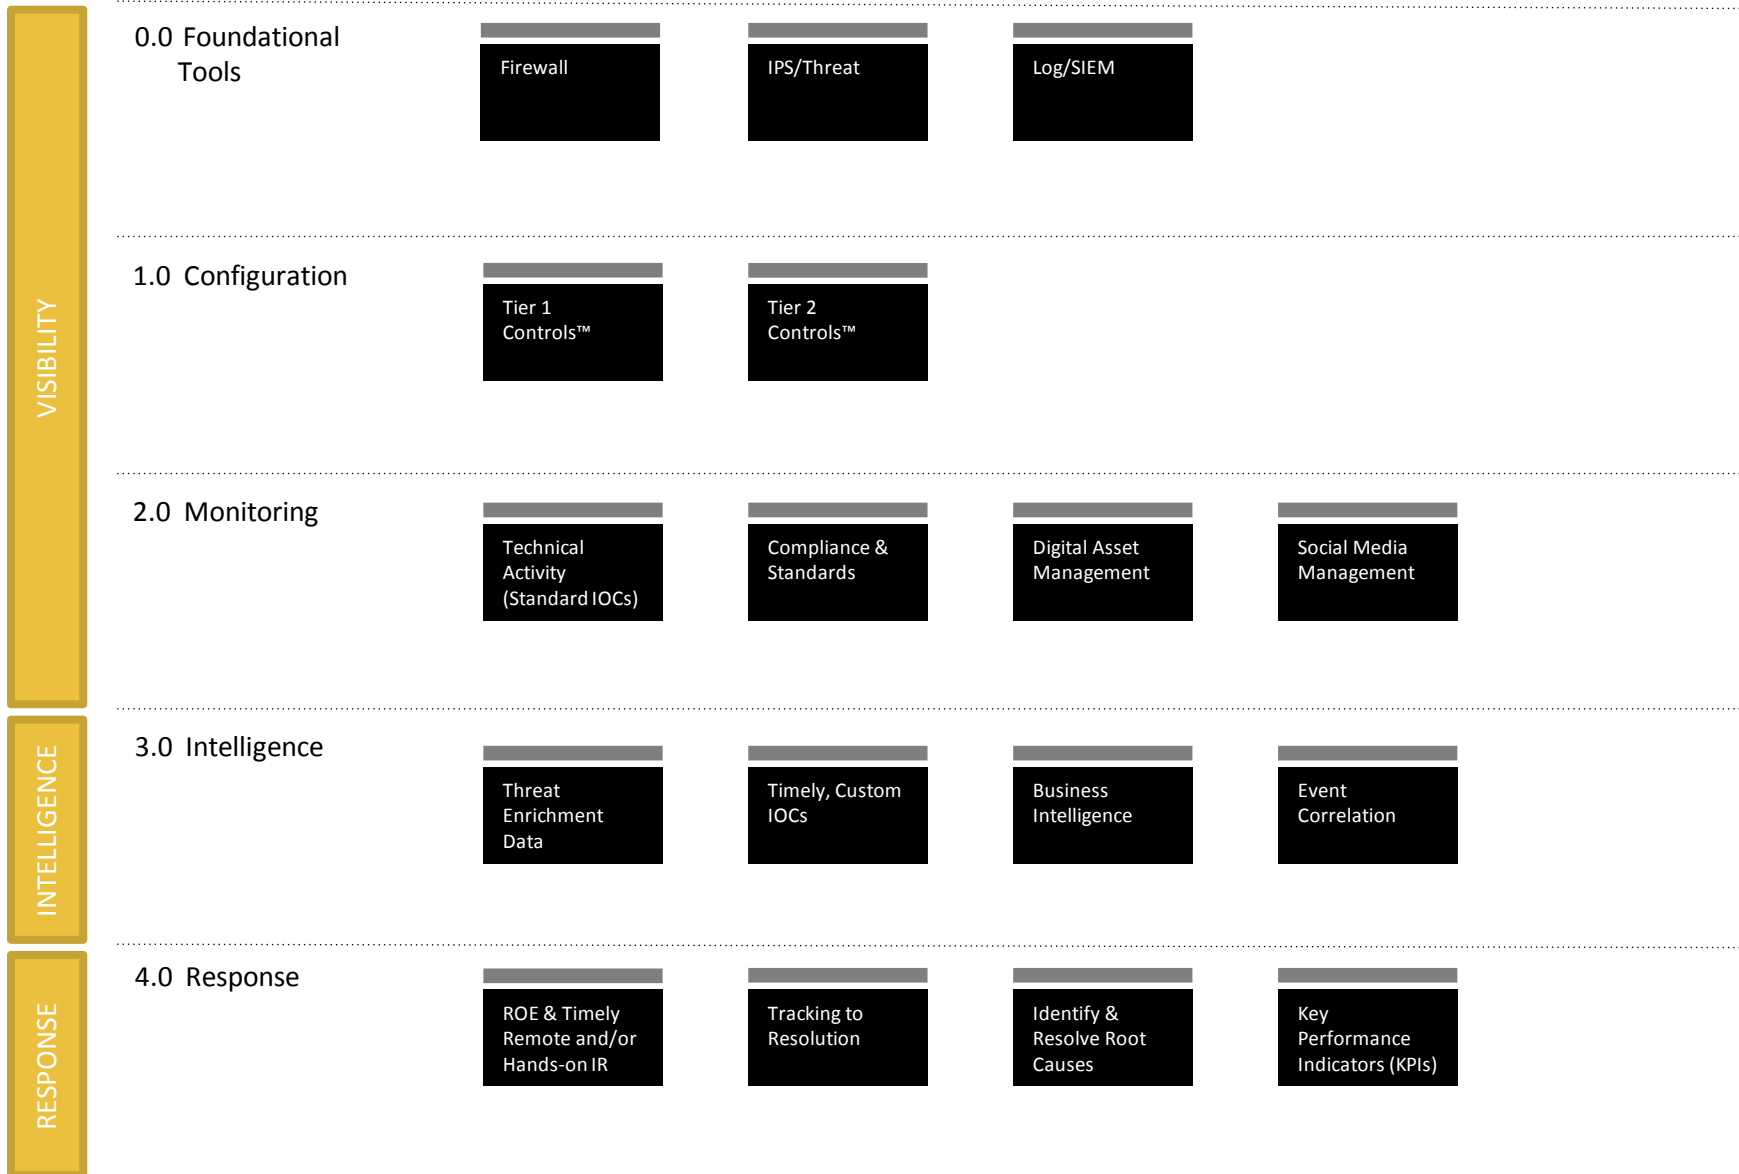 VISIBILITY
0.0 Foundational
Tools
Firewall
IPS/Threat
Log/SIEM
1.0 Configuration
Tier 1
Controls™
Tier 2
Controls™
2.0 Monitoring
Technical
Activity
(Standard IOCs)
Compliance &
Standards
Digital Asset
Management
Social Media
Management
INTELLIGENCE
3.0 Intelligence
Threat
Enrichment
Data
Timely, Custom
IOCs
Business
Intelligence
Event
Correlation
RESPONSE
4.0 Response
ROE & Timely
Remote and/or
Hands-on IR
Tracking to
Resolution
Identify &
Resolve Root
Causes
Key
Performance
Indicators (KPIs)